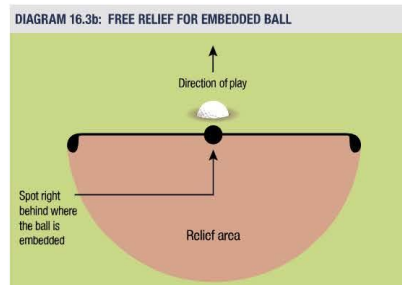 DIAGRAM 16.3b: FREE RELIEF FOR EMBEDDED BALL
Direction of play
Spot right
behind where
the ball is
embedded
Relief area